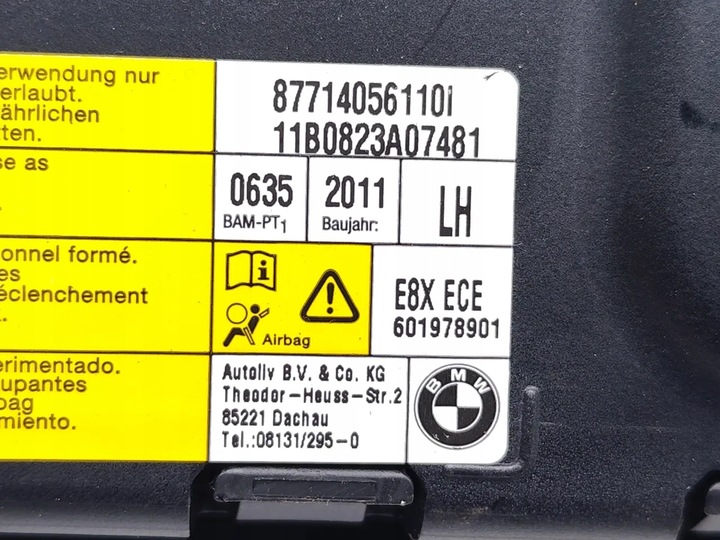 erwendung nur
erlaubt.
ährlichen
ten.
se as
onnel formé.
es
éclenchement
erimentado.
upantes
bag
miento.
87714056110I
11B0823A07481
0635
BAM-PT1
2011
Baujahr:
LH
Airbag
E8X ECE
601978901
Autoliv B.V. & Co. KG
Theodor-Heuss-Str.2
85221 Dachau
Tel.:08131/295-0
BMW